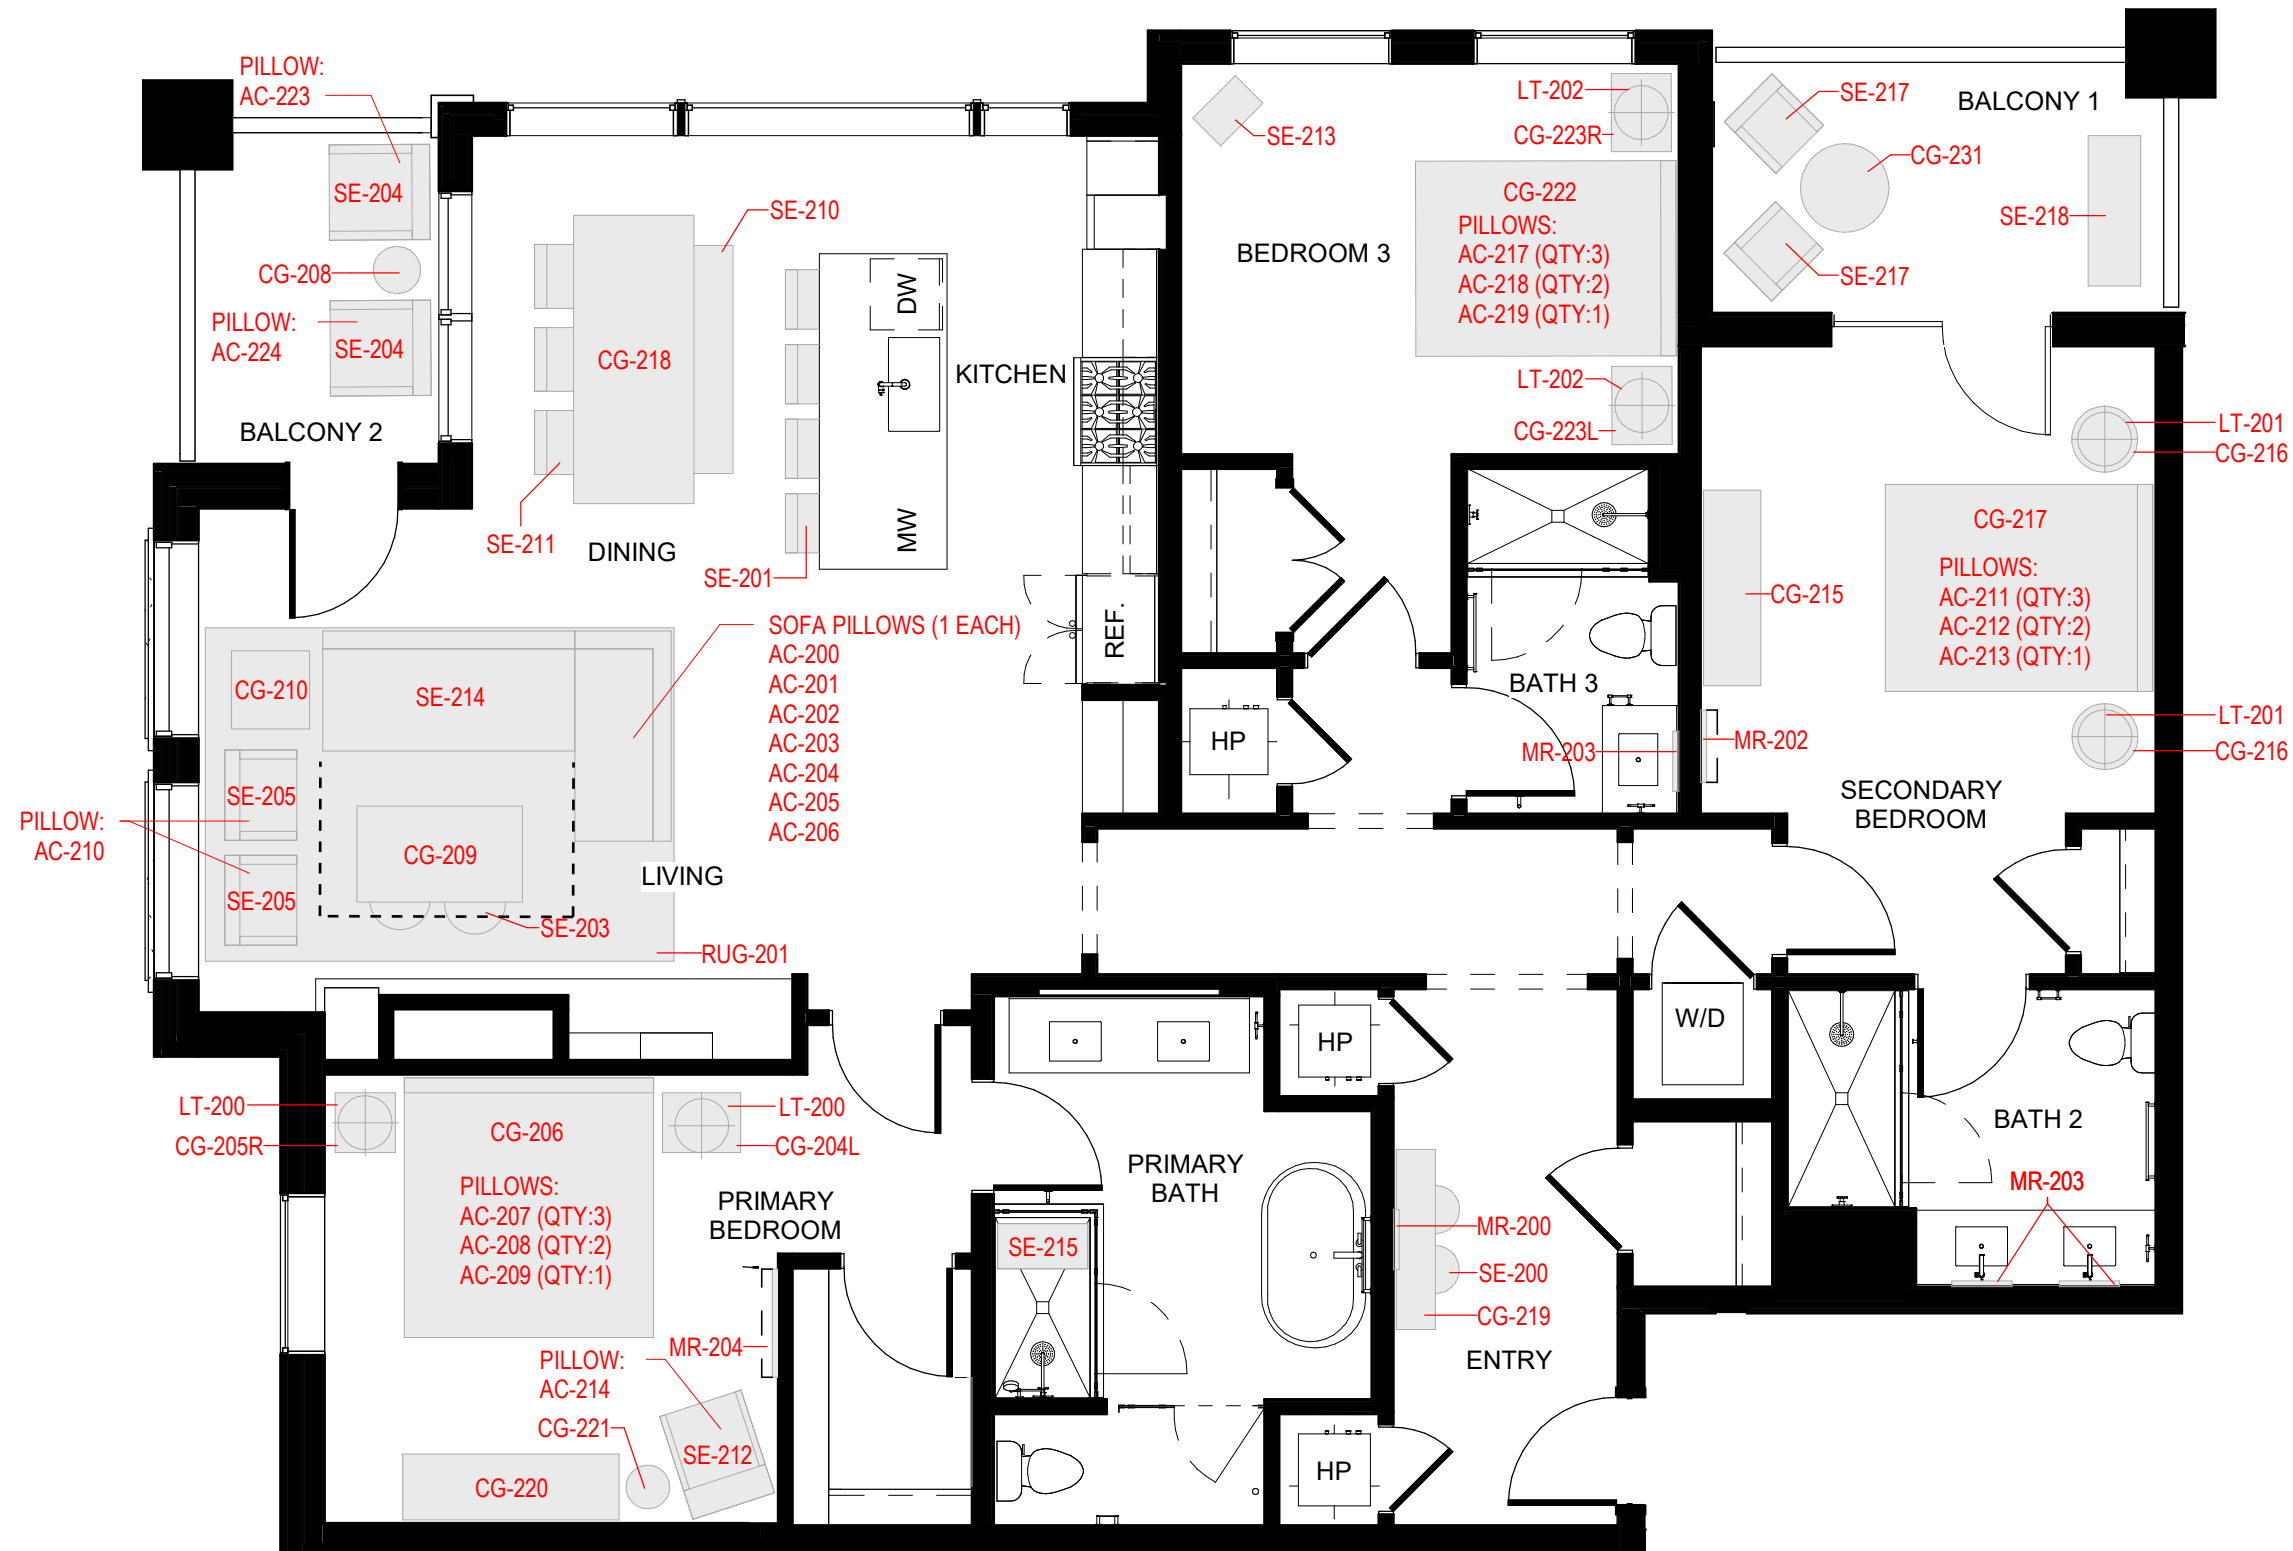 PILLOW:
AC-223
SE-204
CG-208
PILLOW:
AC-224
SE-204
BALCONY 2
SE-210
CG-218
SE-211
DINING
DW
MW
KITCHEN
SE-201
REF.
SOFA PILLOWS (1 EACH)
AC-200
AC-201
AC-202
AC-203
AC-204
AC-205
AC-206
CG-210
SE-214
SE-205
PILLOW:
AC-210
SE-205
CG-209
LIVING
SE-203
RUG-201
SE-213
LT-202
CG-223R
BEDROOM 3
CG-222
PILLOWS:
AC-217 (QTY:3)
AC-218 (QTY:2)
AC-219 (QTY:1)
LT-202
CG-223L
SE-217
BALCONY 1
CG-231
SE-218
SE-217
LT-201
CG-216
CG-217
PILLOWS:
AC-211 (QTY:3)
AC-212 (QTY:2)
AC-213 (QTY:1)
CG-215
LT-201
CG-216
MR-202
SECONDARY
BEDROOM
BATH 3
MR-203
HP
W/D
HP
BATH 2
MR-203
LT-200
CG-205R
CG-206
PILLOWS:
AC-207 (QTY:3)
AC-208 (QTY:2)
AC-209 (QTY:1)
LT-200
CG-204L
PRIMARY
BEDROOM
MR-204
PILLOW:
AC-214
CG-221
SE-212
CG-220
PRIMARY
BATH
SE-215
MR-200
SE-200
CG-219
ENTRY
HP